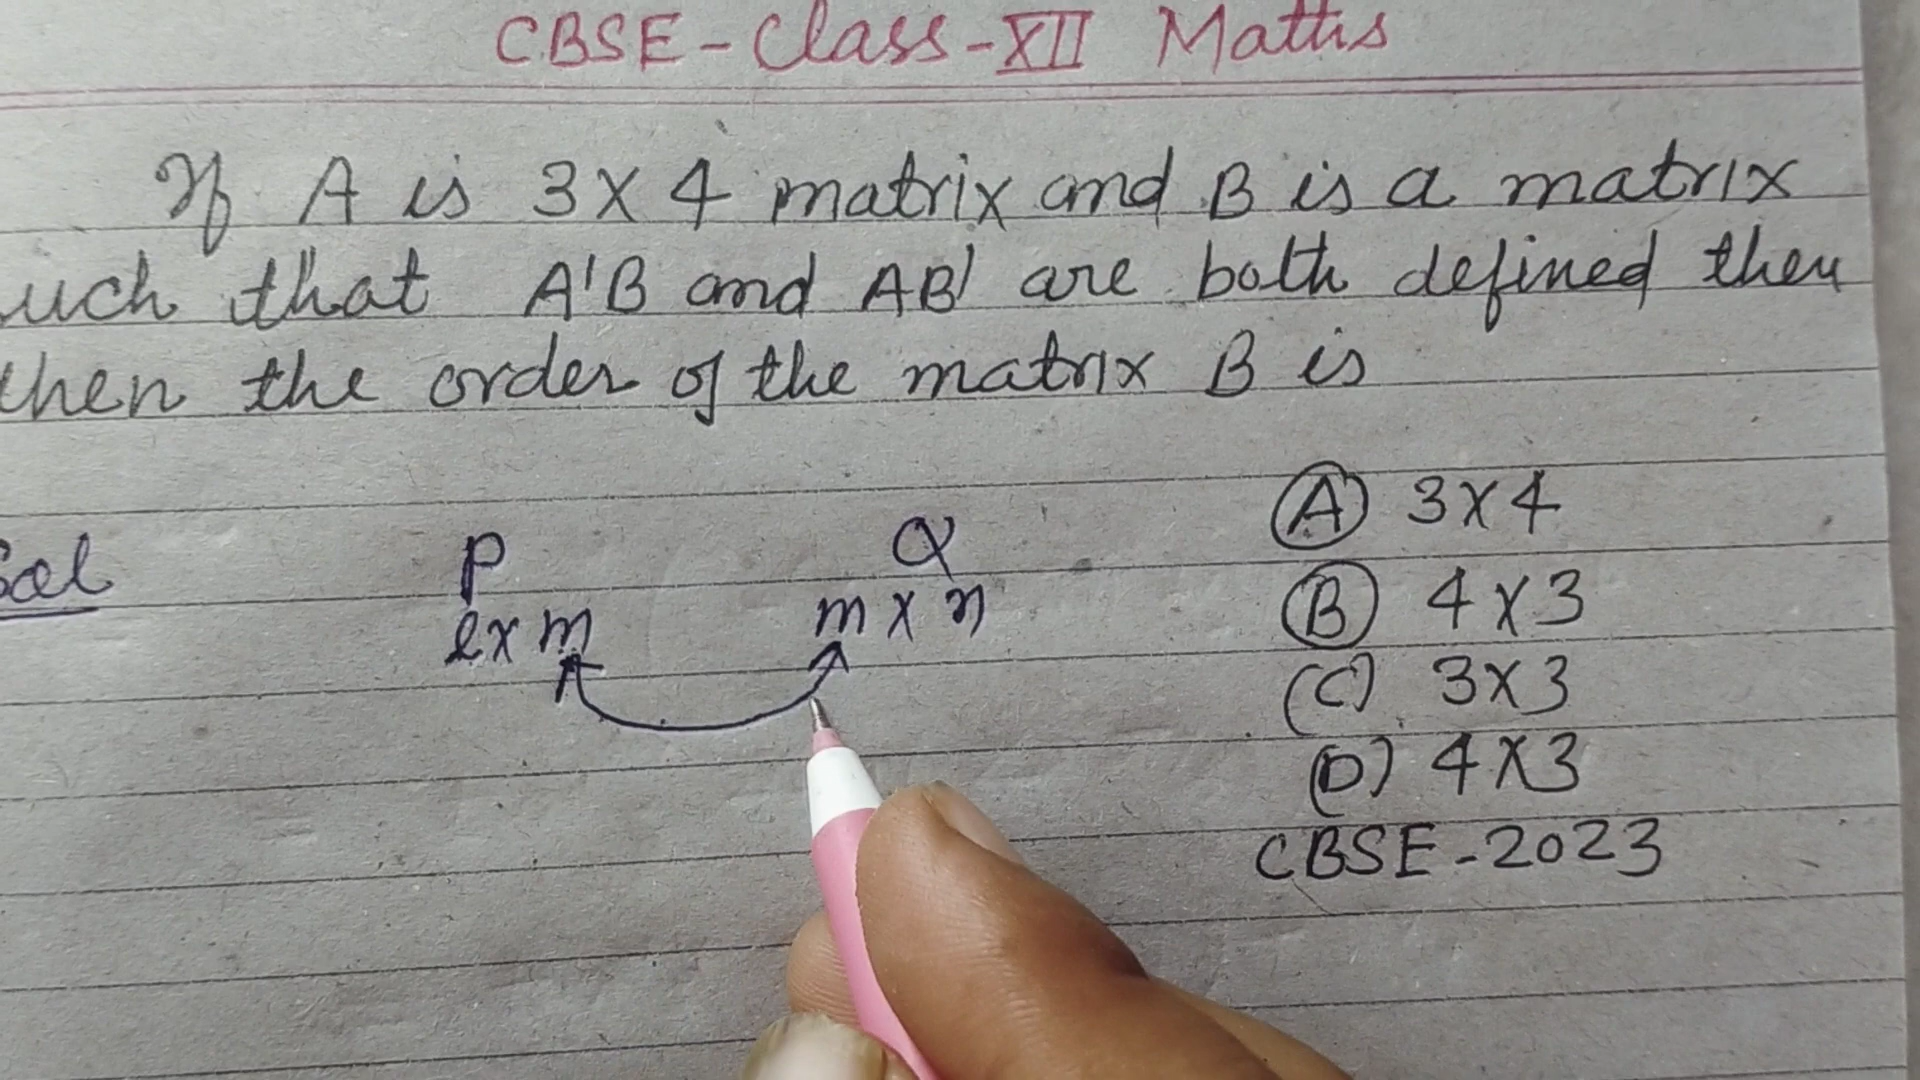 CBSE-Class-XII Maths
If A is 3×4 matrix and B is a matrix
uch that A'B and AB' are both defined then
then the order of the matrix B is
(A) 3×4
Sol P Q
(B) 4×3
l×m m×n
(C) 3×3
(D) 4×3
CBSE-2023